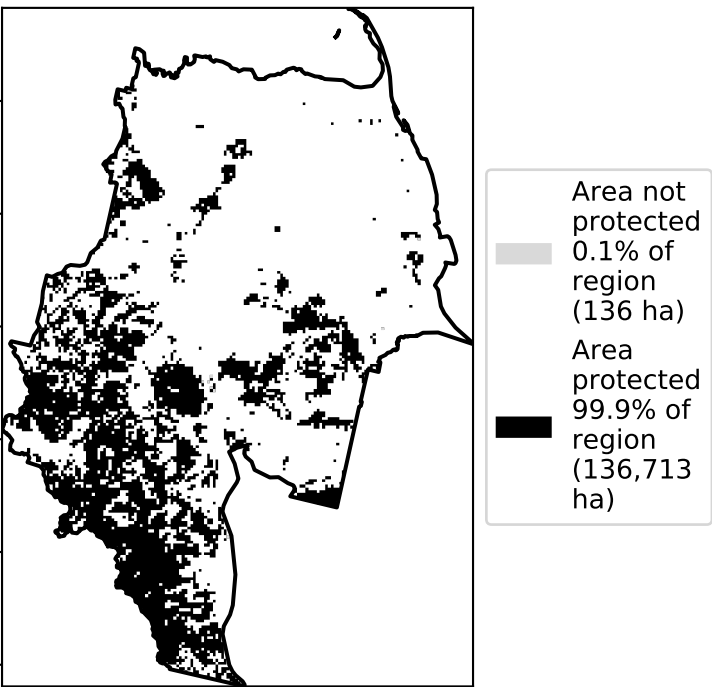 Area not
protected
0.1% of
region
(136 ha)
Area
protected
99.9% of
region
(136,713
ha)